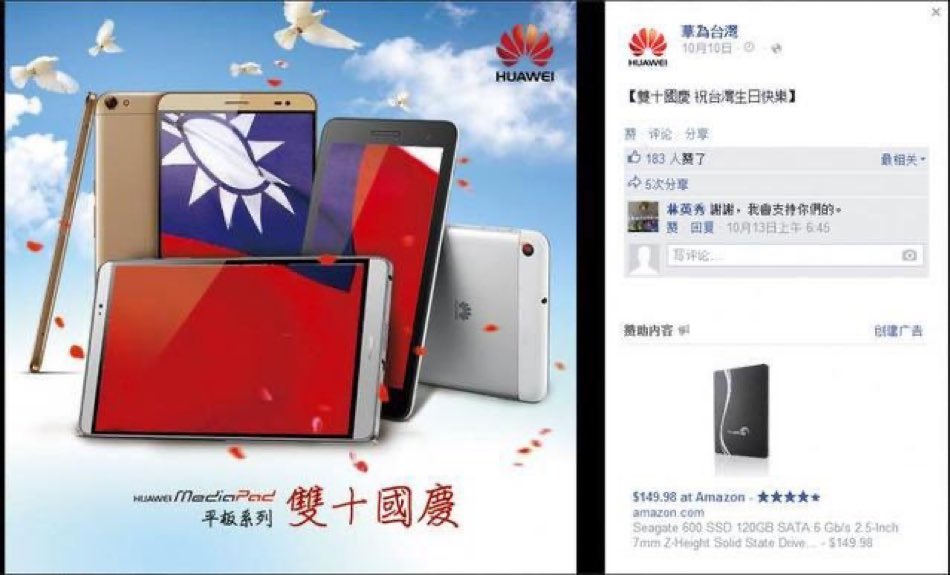 HUAWEI
HUAWEI MediaPad
平板系列
雙十國慶
HUAWEI
華為台灣
10月10日
【雙十國慶 祝台灣生日快樂】
赞 · 评论 · 分享
183 人赞了
最相关
5次分享
林英秀 謝謝，我會支持你們的。
赞 · 回复 · 10月13日上午 6:45
写评论...
赞助内容
创建广告
$149.98 at Amazon -
amazon.com
Seagate 600 SSD 120GB SATA 6 Gb/s 2.5-Inch
7mm Z-Height Solid State Drive... - $149.98